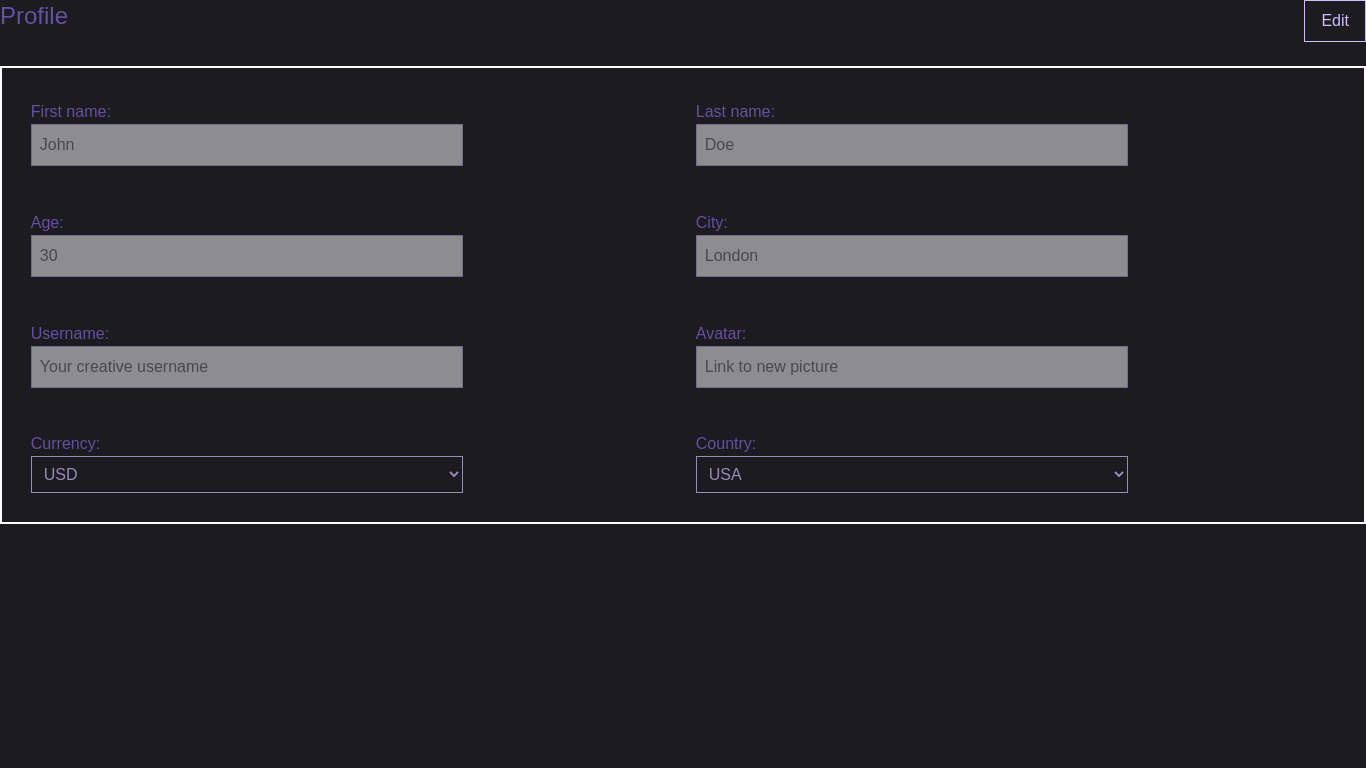 Profile
Edit
First name:
Last name:
John
Doe
Age:
City:
30
London
Username:
Avatar:
Your creative username
Link to new picture
Currency:
Country:
USD
USA